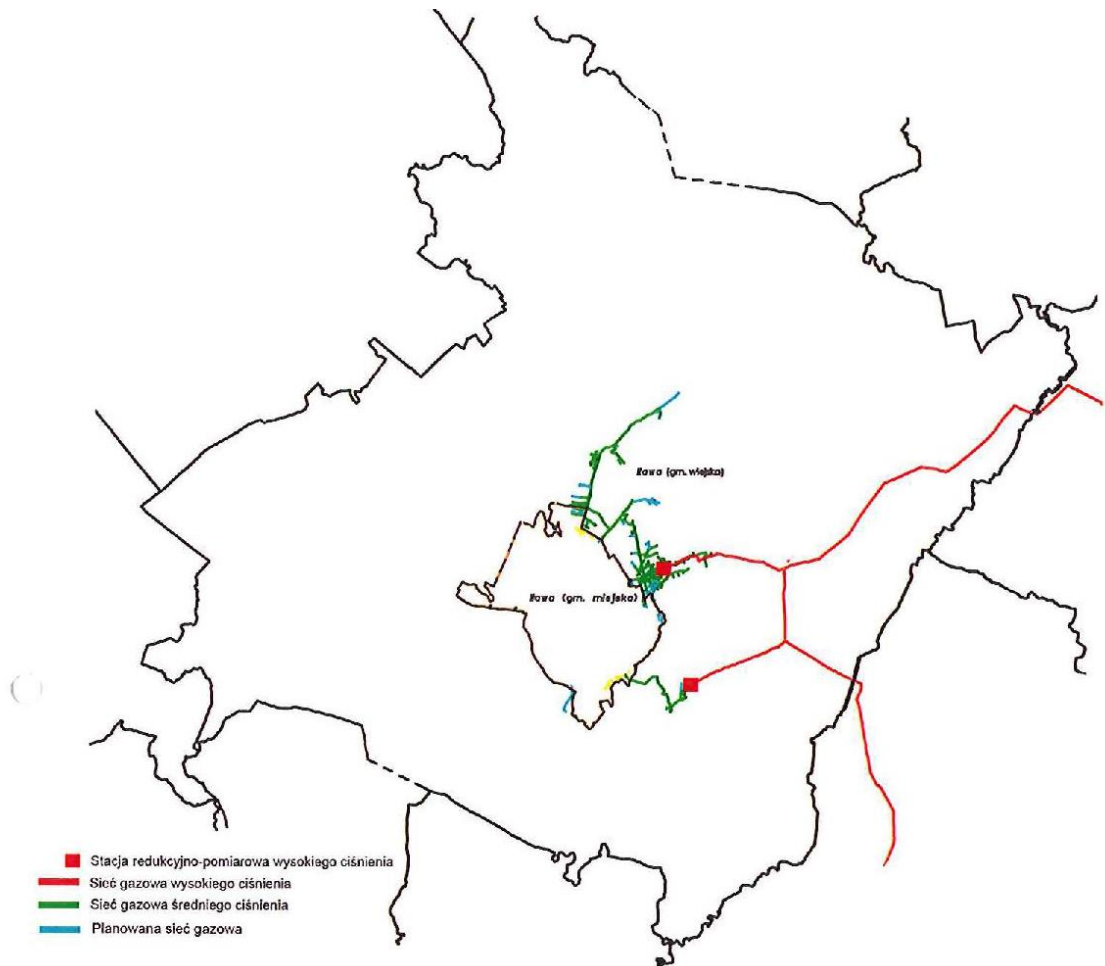 Iława (gm. wiejska)
Iława (gm. miejska)
Stacja redukcyjno-pomiarowa wysokiego ciśnienia
Sieć gazowa wysokiego ciśnienia
Sieć gazowa średniego ciśnienia
Planowana sieć gazowa